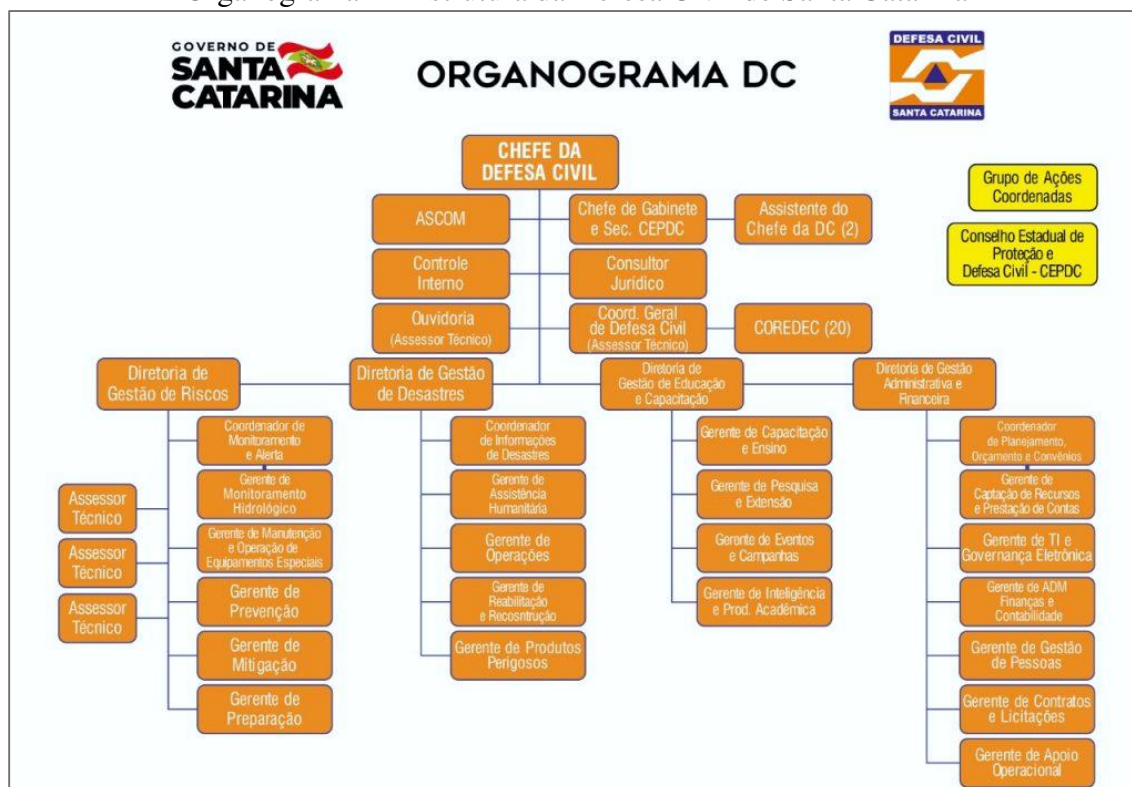 GOVERNO DE
SANTA
CATARINA
ORGANOGRAMA DC
DEFESA CIVIL
SANTA CATARINA
CHEFE DA
DEFESA CIVIL
Grupo de Ações
Coordenadas
Conselho Estadual de
Proteção e
Defesa Civil - CEPDC
ASCOM
Chefe de Gabinete
e Sec. CEPDC
Assistente do
Chefe da DC (2)
Controle
Interno
Consultor
Jurídico
Ouvidoria
(Assessor Técnico)
Coord. Geral
de Defesa Civil
(Assessor Técnico)
COREDEC (20)
Diretoria de
Gestão de Riscos
Diretoria de Gestão
de Desastres
Diretoria de
Gestão de Educação
e Capacitação
Diretoria de Gestão
Administrativa e
Financeira
Coordenador de
Monitoramento
e Alerta
Gerente de
Monitoramento
Hidrológico
Gerente de Manutenção
e Operação de
Equipamentos Especiais
Gerente de
Prevenção
Gerente de
Mitigação
Gerente de
Preparação
Assessor
Técnico
Assessor
Técnico
Assessor
Técnico
Coordenador
de Informações
de Desastres
Gerente de
Assistência
Humanitária
Gerente de
Operações
Gerente de
Reabilitação
e Recosntrução
Gerente de Produtos
Perigosos
Gerente de Capacitação
e Ensino
Gerente de Pesquisa
e Extensão
Gerente de Eventos
e Campanhas
Gerente de Inteligência
e Prod. Acadêmica
Coordenador
de Planejamento,
Orçamento e Convênios
Gerente de
Captação de Recursos
e Prestação de Contas
Gerente de TI e
Governança Eletrônica
Gerente de ADM
Finanças e
Contabilidade
Gerente de Gestão
de Pessoas
Gerente de Contratos
e Licitações
Gerente de Apoio
Operacional